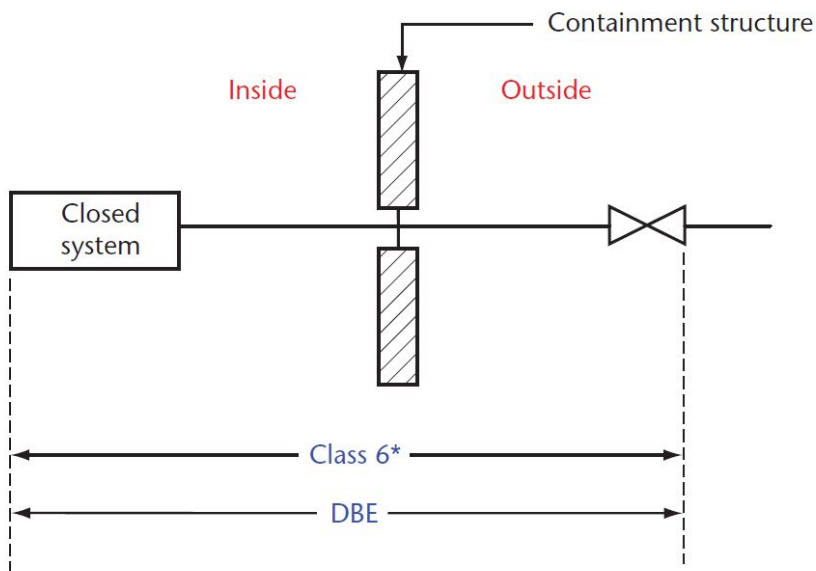 Containment structure
Inside
Outside
Closed
system
Class 6*
DBE